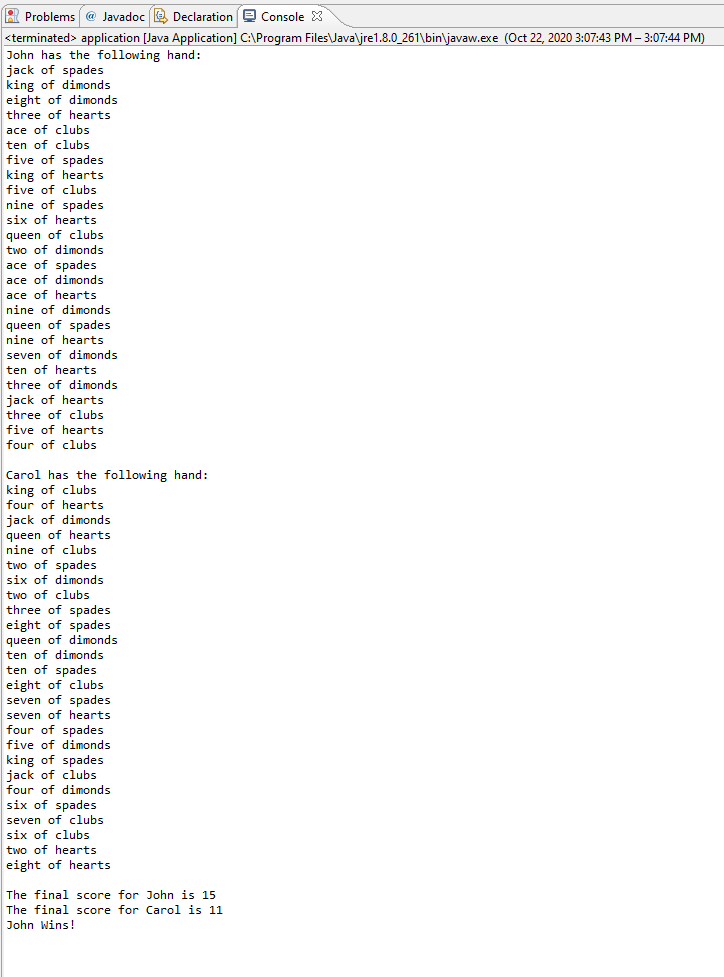 Problems @ Javadoc Declaration Console
<terminated> application [Java Application] C:\Program Files\Java\jre1.8.0_261\bin\javaw.exe (Oct 22, 2020 3:07:43 PM – 3:07:44 PM)
John has the following hand:
jack of spades
king of dimonds
eight of dimonds
three of hearts
ace of clubs
ten of clubs
five of spades
king of hearts
five of clubs
nine of spades
six of hearts
queen of clubs
two of dimonds
ace of spades
ace of dimonds
ace of hearts
nine of dimonds
queen of spades
nine of hearts
seven of dimonds
ten of hearts
three of dimonds
jack of hearts
three of clubs
five of hearts
four of clubs
Carol has the following hand:
king of clubs
four of hearts
jack of dimonds
queen of hearts
nine of clubs
two of spades
six of dimonds
two of clubs
three of spades
eight of spades
queen of dimonds
ten of dimonds
ten of spades
eight of clubs
seven of spades
seven of hearts
four of spades
five of dimonds
king of spades
jack of clubs
four of dimonds
six of spades
seven of clubs
six of clubs
two of hearts
eight of hearts
The final score for John is 15
The final score for Carol is 11
John Wins!